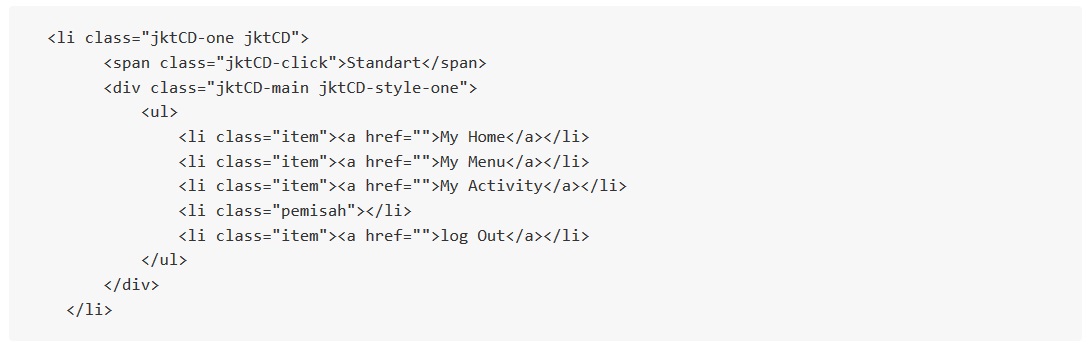 <li class="jktCD-one jktCD">
<span class="jktCD-click">Standart</span>
<div class="jktCD-main jktCD-style-one">
<ul>
<li class="item"><a href="">My Home</a></li>
<li class="item"><a href="">My Menu</a></li>
<li class="item"><a href="">My Activity</a></li>
<li class="pemisah"></li>
<li class="item"><a href="">log Out</a></li>
</ul>
</div>
</li>